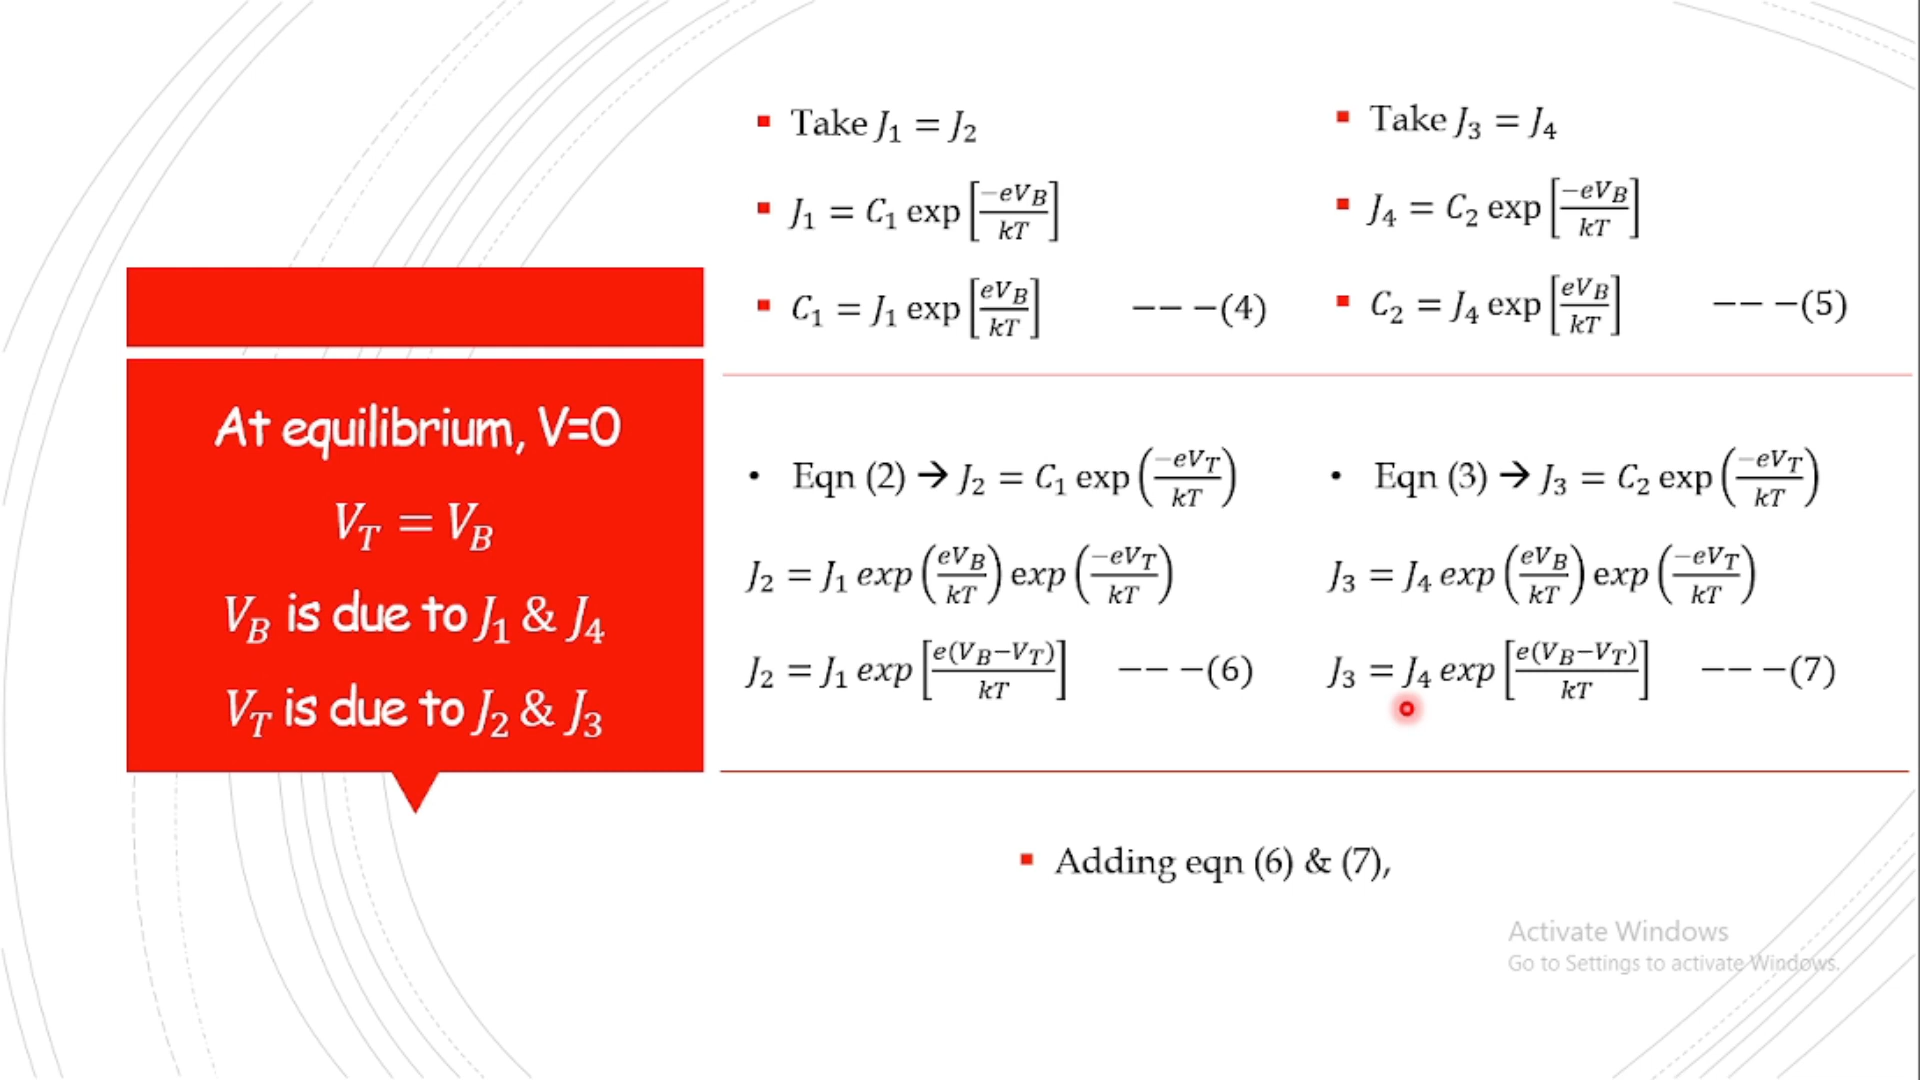 At equilibrium, V=0
V_T = V_B
V_B is due to J_1 & J_4
V_T is due to J_2 & J_3
▪ Take J_1 = J_2
▪ J_1 = C_1 exp[-eV_B/kT]
▪ C_1 = J_1 exp[eV_B/kT] −− −(4)
▪ Take J_3 = J_4
▪ J_4 = C_2 exp[-eV_B/kT]
▪ C_2 = J_4 exp[eV_B/kT] −− −(5)
• Eqn (2) → J_2 = C_1 exp(-eV_T/kT)
J_2 = J_1 exp(eV_B/kT) exp(-eV_T/kT)
J_2 = J_1 exp[e(V_B−V_T)/kT] −− −(6)
• Eqn (3) → J_3 = C_2 exp(-eV_T/kT)
J_3 = J_4 exp(eV_B/kT) exp(-eV_T/kT)
J_3 = J_4 exp[e(V_B−V_T)/kT] −− −(7)
▪ Adding eqn (6) & (7),
Activate Windows
Go to Settings to activate Windows.